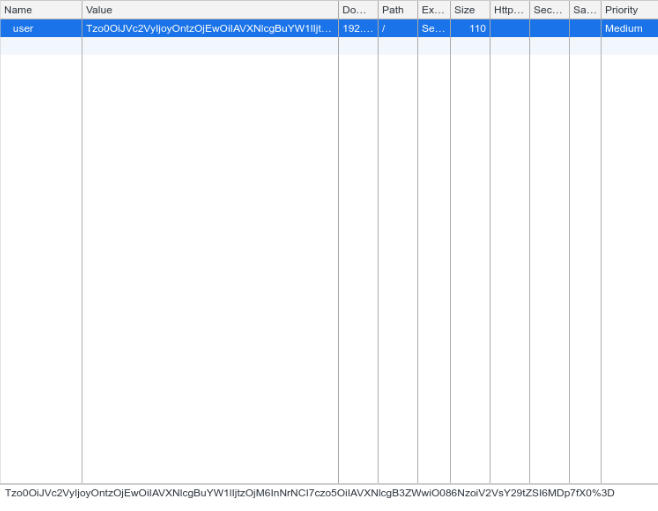 Name Value Do… Path Ex… Size Http… Sec… Sa… Priority
user Tzo0OiJVc2VyIjoyOntzOjEwOiIAVXNlcgBuYW1lIjt… 192.… / Se… 110 Medium
Tzo0OiJVc2VyIjoyOntzOjEwOiIAVXNlcgBuYW1lIjtzOjM6InNrNCI7czo5OiIAVXNlcgB3ZWwiO086NzoiV2VsY29tZSI6MDp7fX0%3D